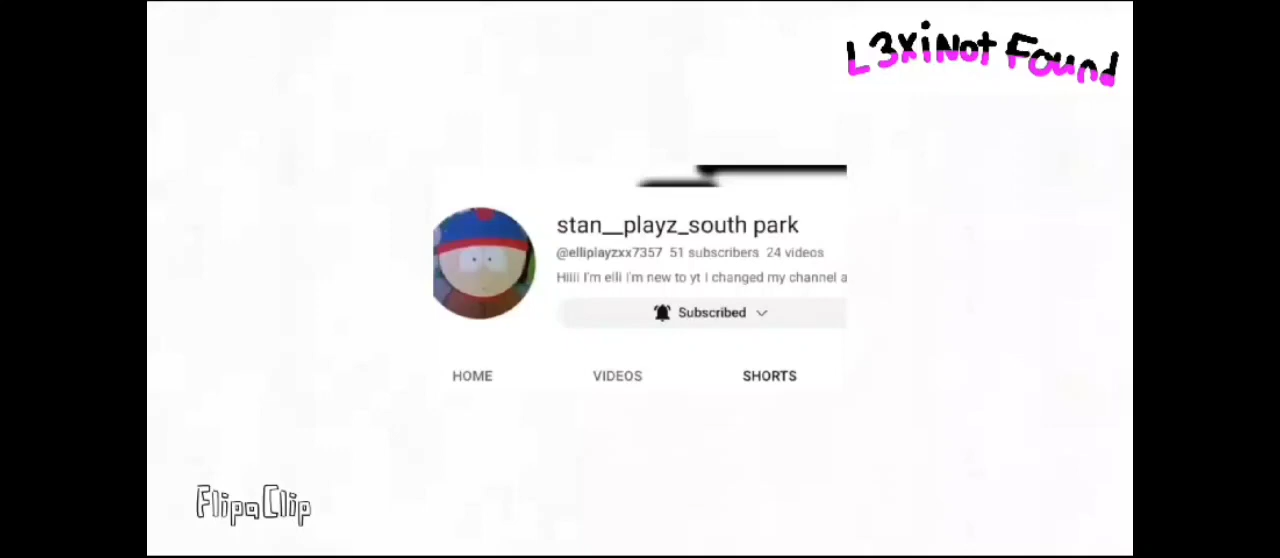 L3XiNot Found
stan__playz_south park
@elliplayzxx7357 51 subscribers 24 videos
HIiii I'm elli I'm new to yt I changed my channel a
Subscribed
HOME VIDEOS SHORTS
FlipaClip